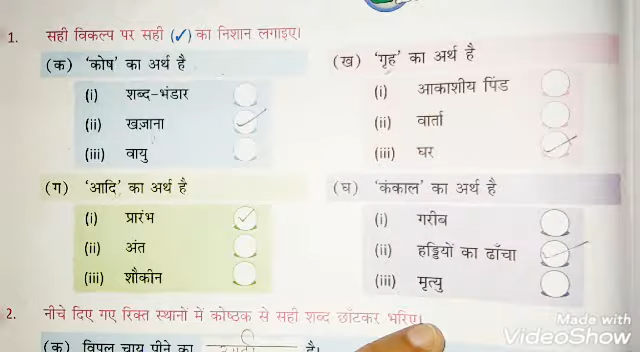 1. सही विकल्प पर सही (✓) का निशान लगाइए।
(क) 'कोष' का अर्थ है
(i) शब्द-भंडार
(ii) खज़ाना
(iii) वायु
(ख) 'गृह' का अर्थ है
(i) आकाशीय पिंड
(ii) वार्ता
(iii) घर
(ग) 'आदि' का अर्थ है
(i) प्रारंभ
(ii) अंत
(iii) शौकीन
(घ) 'कंकाल' का अर्थ है
(i) गरीब
(ii) हड्डियों का ढाँचा
(iii) मृत्यु
2. नीचे दिए गए रिक्त स्थानों में कोष्ठक से सही शब्द छाँटकर भरिए।
(क) विपुल चाय पीने का है।
Made with
VideoShow